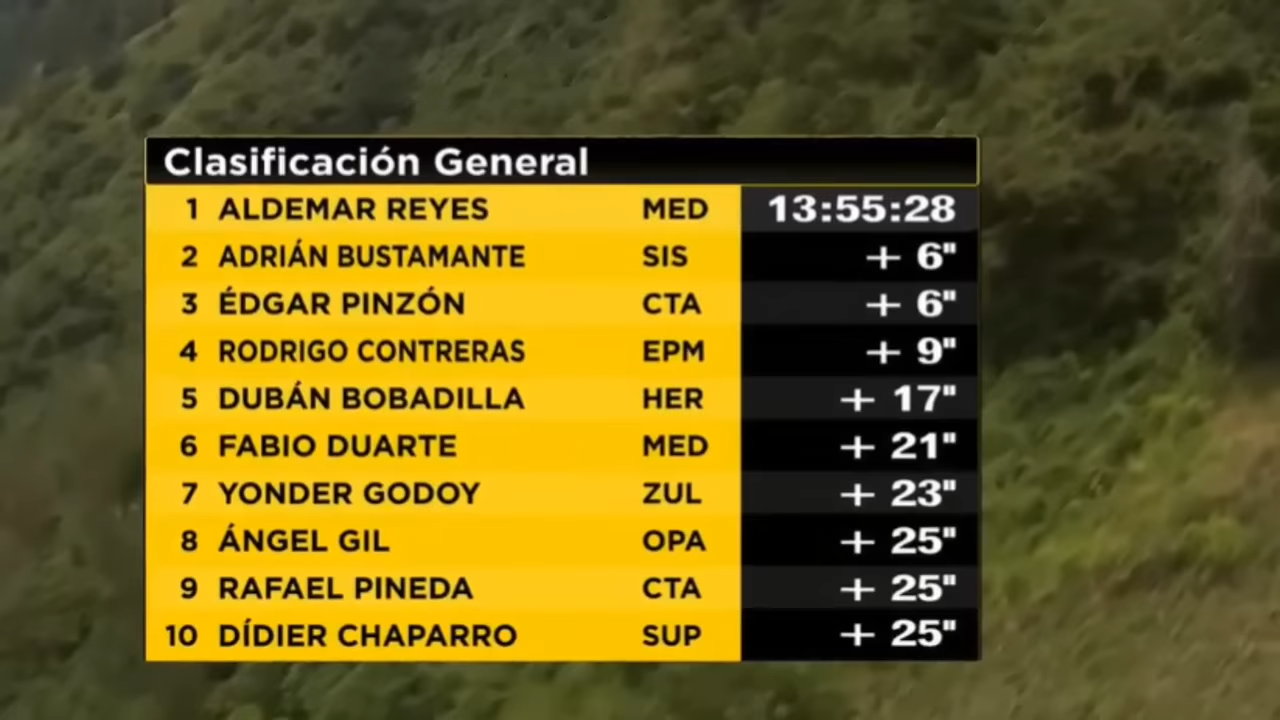 Clasificación General
1 ALDEMAR REYES MED 13:55:28
2 ADRIÁN BUSTAMANTE SIS + 6"
3 ÉDGAR PINZÓN CTA + 6"
4 RODRIGO CONTRERAS EPM + 9"
5 DUBÁN BOBADILLA HER + 17"
6 FABIO DUARTE MED + 21"
7 YONDER GODOY ZUL + 23"
8 ÁNGEL GIL OPA + 25"
9 RAFAEL PINEDA CTA + 25"
10 DÍDIER CHAPARRO SUP + 25"